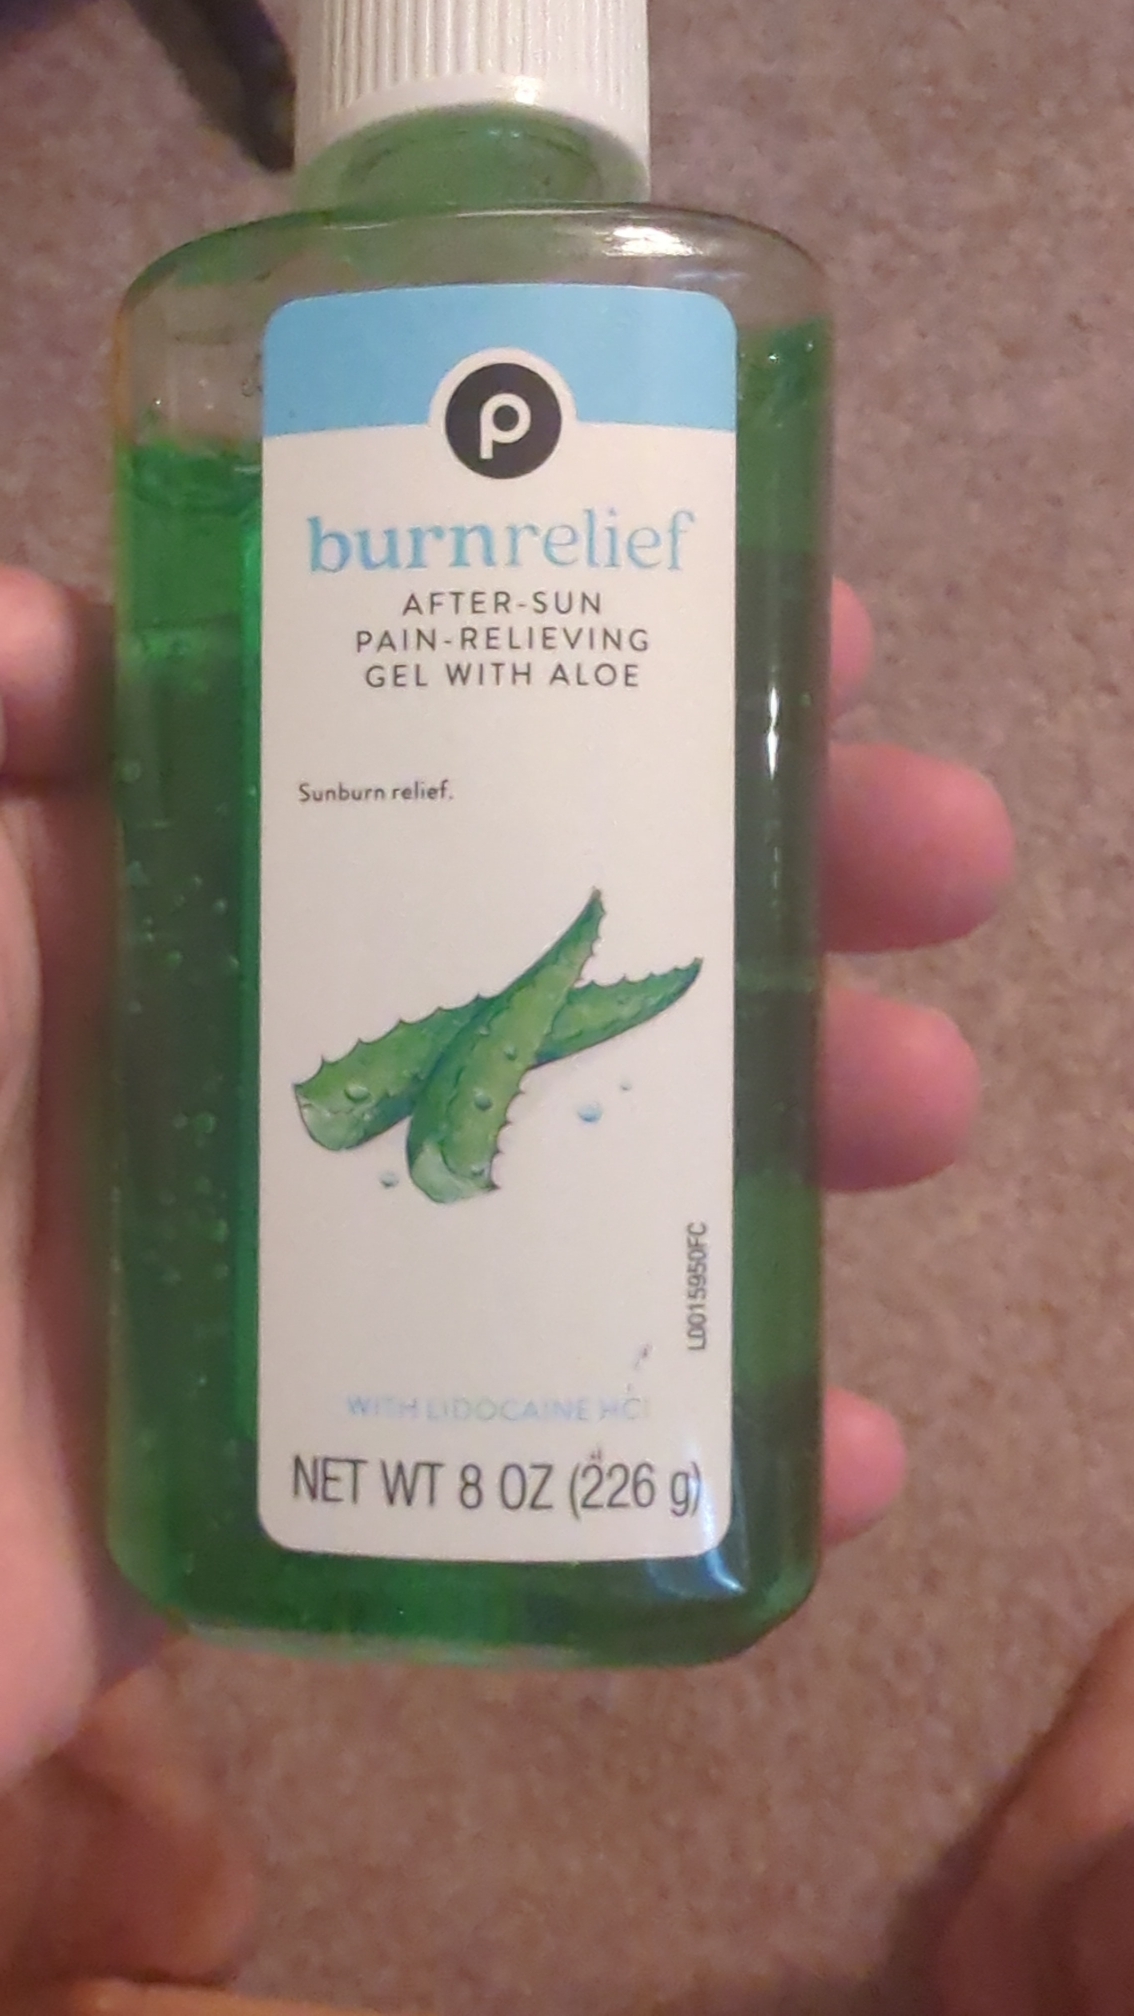 p
burnrelief
AFTER-SUN
PAIN-RELIEVING
GEL WITH ALOE
Sunburn relief.
L0015950FC
WITH LIDOCAINE HCl
NET WT 8 OZ (226 g)